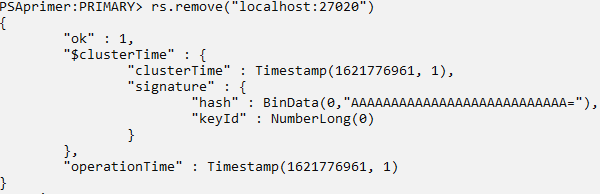 PSAprimer:PRIMARY> rs.remove("localhost:27020")
{
        "ok" : 1,
        "$clusterTime" : {
                "clusterTime" : Timestamp(1621776961, 1),
                "signature" : {
                        "hash" : BinData(0,"AAAAAAAAAAAAAAAAAAAAAAAAAAA="),
                        "keyId" : NumberLong(0)
                }
        },
        "operationTime" : Timestamp(1621776961, 1)
}